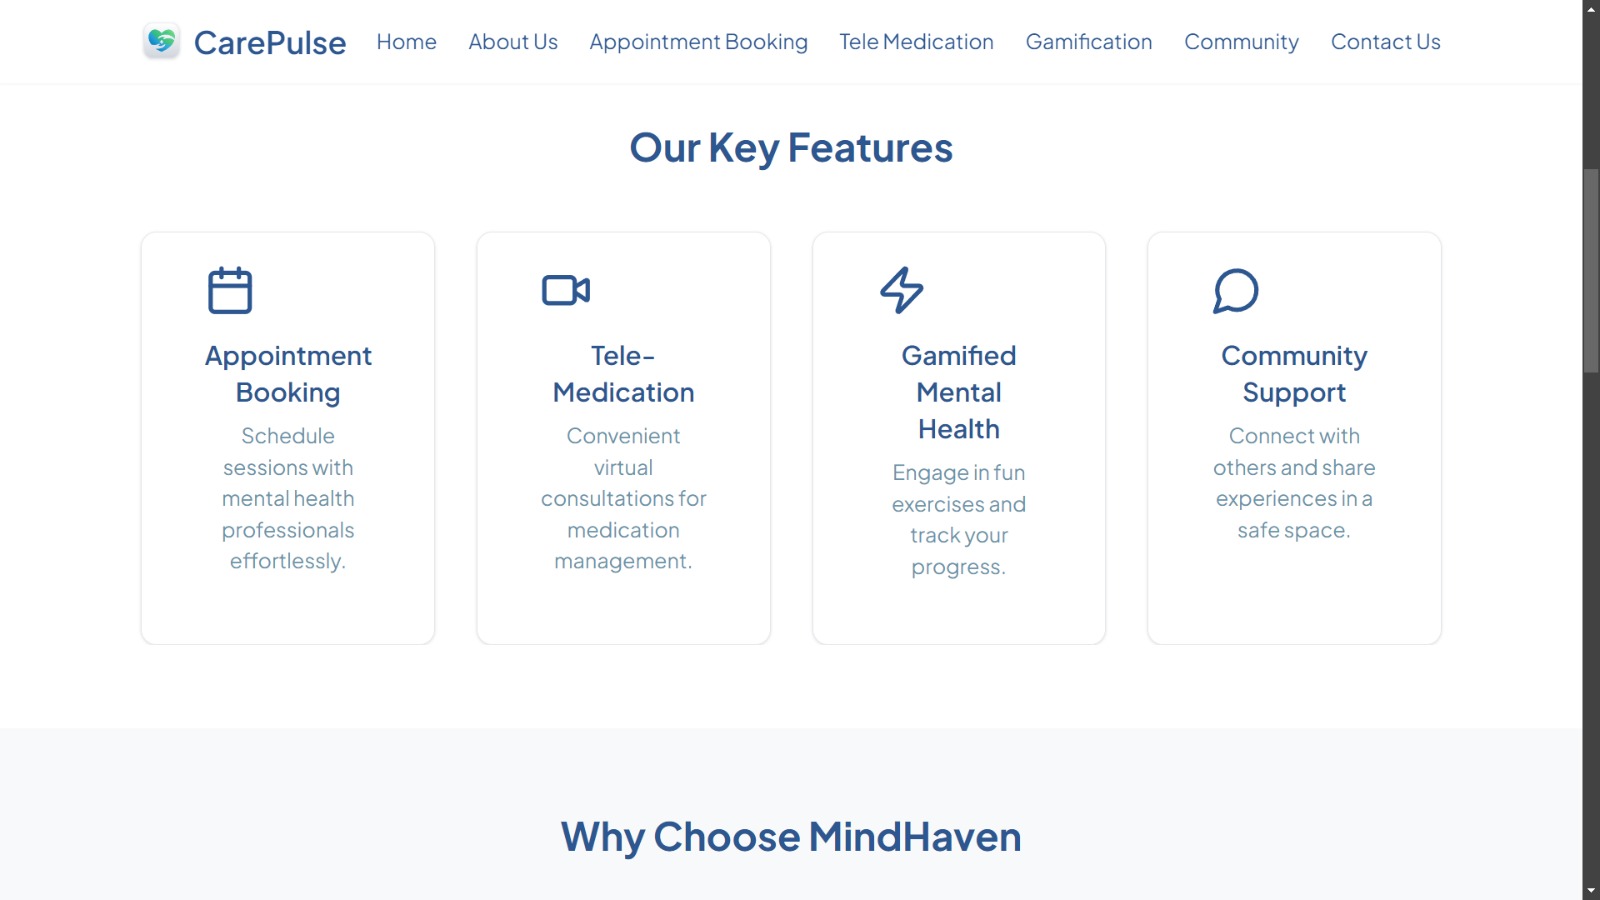 CarePulse
Home
About Us
Appointment Booking
Tele Medication
Gamification
Community
Contact Us
Our Key Features
Appointment
Booking
Schedule
sessions with
mental health
professionals
effortlessly.
Tele-
Medication
Convenient
virtual
consultations for
medication
management.
Gamified
Mental
Health
Engage in fun
exercises and
track your
progress.
Community
Support
Connect with
others and share
experiences in a
safe space.
Why Choose MindHaven